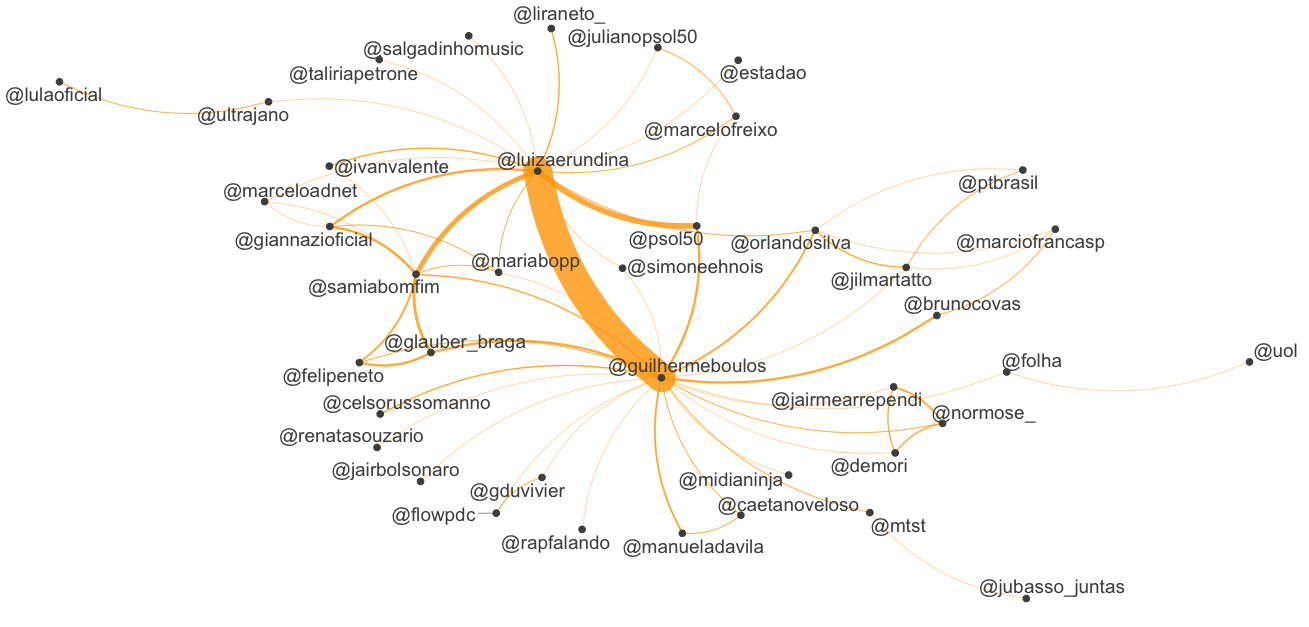 @liraneto_
@julianopsol50
@salgadinhomusic
@taliriapetrone
@estadao
@lulaoficial
@ultrajano
@marcelofreixo
@luizaerundina
@ivanvalente
@marceloadnet
@ptbrasil
@giannazioficial
@psol50
@orlandosilva
@marciofrancasp
@mariabopp
@simoneehnois
@samiabomfim
@jilmartatto
@brunocovas
@glauber_braga
@uol
@guilhermeboulos
@folha
@felipeneto
@celsorussomanno
@jairmearrependi
@normose_
@renatasouzario
@jairbolsonaro
@demori
@midianinja
@gduvivier
@caetanoveloso
@flowpdc
@mtst
@rapfalando
@manueladavila
@jubasso_juntas